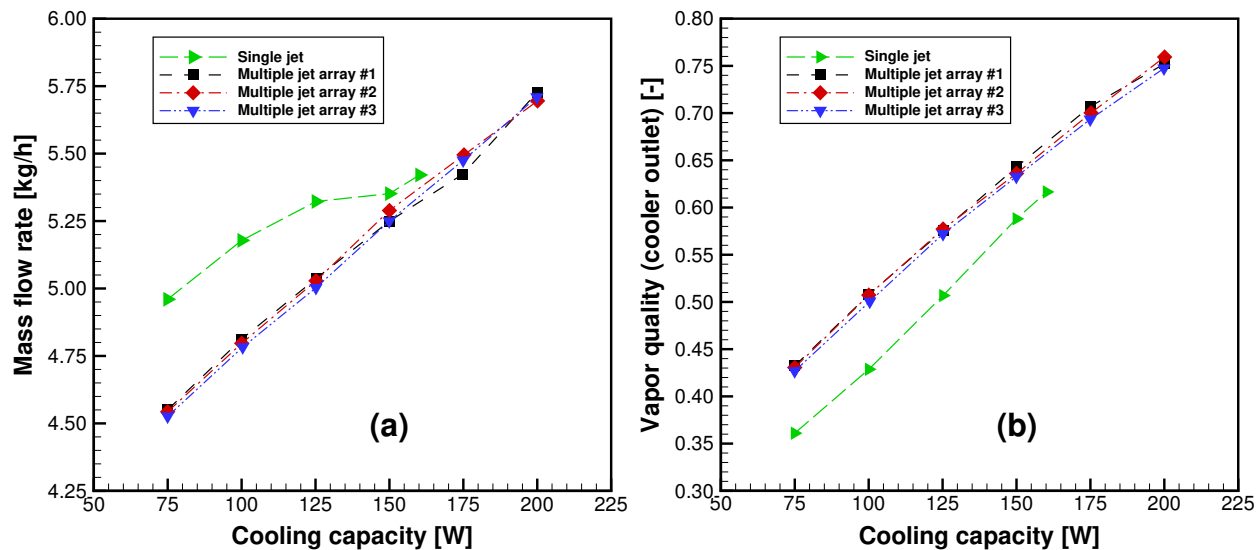 Mass flow rate [kg/h]
6.00
5.75
5.50
5.25
5.00
4.75
4.50
4.25
Single jet
Multiple jet array #1
Multiple jet array #2
Multiple jet array #3
(a)
50 75 100 125 150 175 200 225
Cooling capacity [W]
Vapor quality (cooler outlet) [-]
0.80
0.75
0.70
0.65
0.60
0.55
0.50
0.45
0.40
0.35
0.30
Single jet
Multiple jet array #1
Multiple jet array #2
Multiple jet array #3
(b)
50 75 100 125 150 175 200 225
Cooling capacity [W]